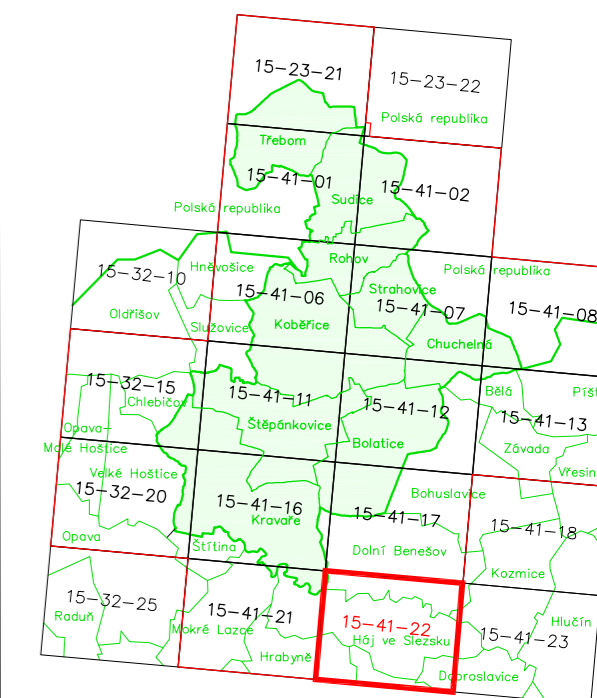 15-23-21
15-23-22
Polská republika
Třebom
15-41-01
15-41-02
Sudice
Polská republika
Rohov
Hněvošice
Polská republika
15-32-10
15-41-06
Strahovice
15-41-07
15-41-08
Oldřišov
Služovice
Kobeřice
Chuchelná
15-32-15
15-41-11
Bělá
Chlebičov
15-41-12
15-41-13
Štěpánkovice
Opava-
Malé Hoštice
Bolatice
Závada
Velké Hoštice
15-32-20
15-41-16
Bohuslavice
Kravaře
15-41-17
15-41-18
Opava
Štítina
Dolní Benešov
Kozmice
15-32-25
Raduň
15-41-21
Mokré Lazce
15-41-22
Háj ve Slezsku
Hlučín
15-41-23
Hrabyně
Dobroslavice